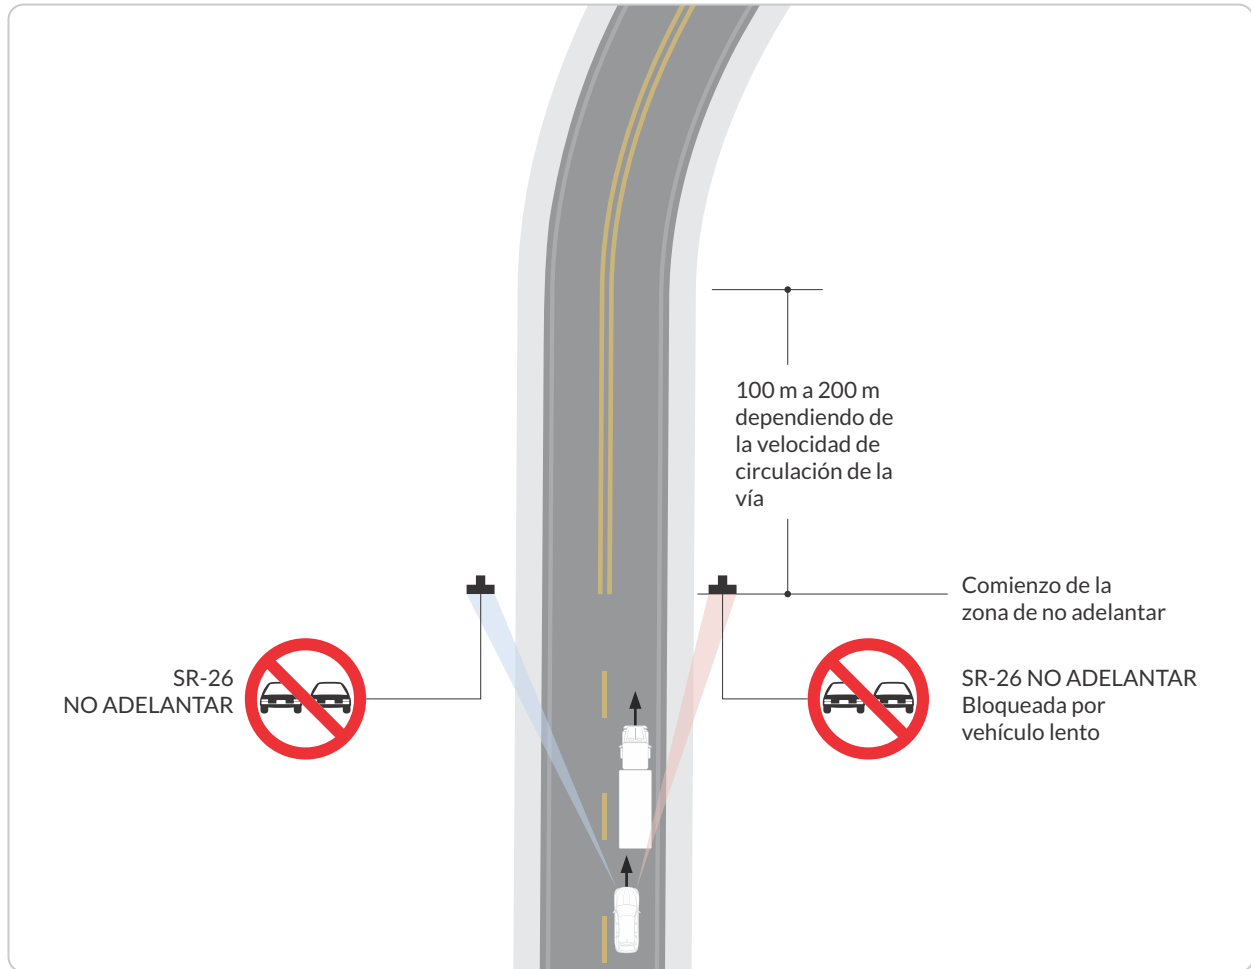 100 m a 200 m
dependiendo de
la velocidad de
circulación de la
vía
Comienzo de la
zona de no adelantar
SR-26
NO ADELANTAR
SR-26 NO ADELANTAR
Bloqueada por
vehículo lento